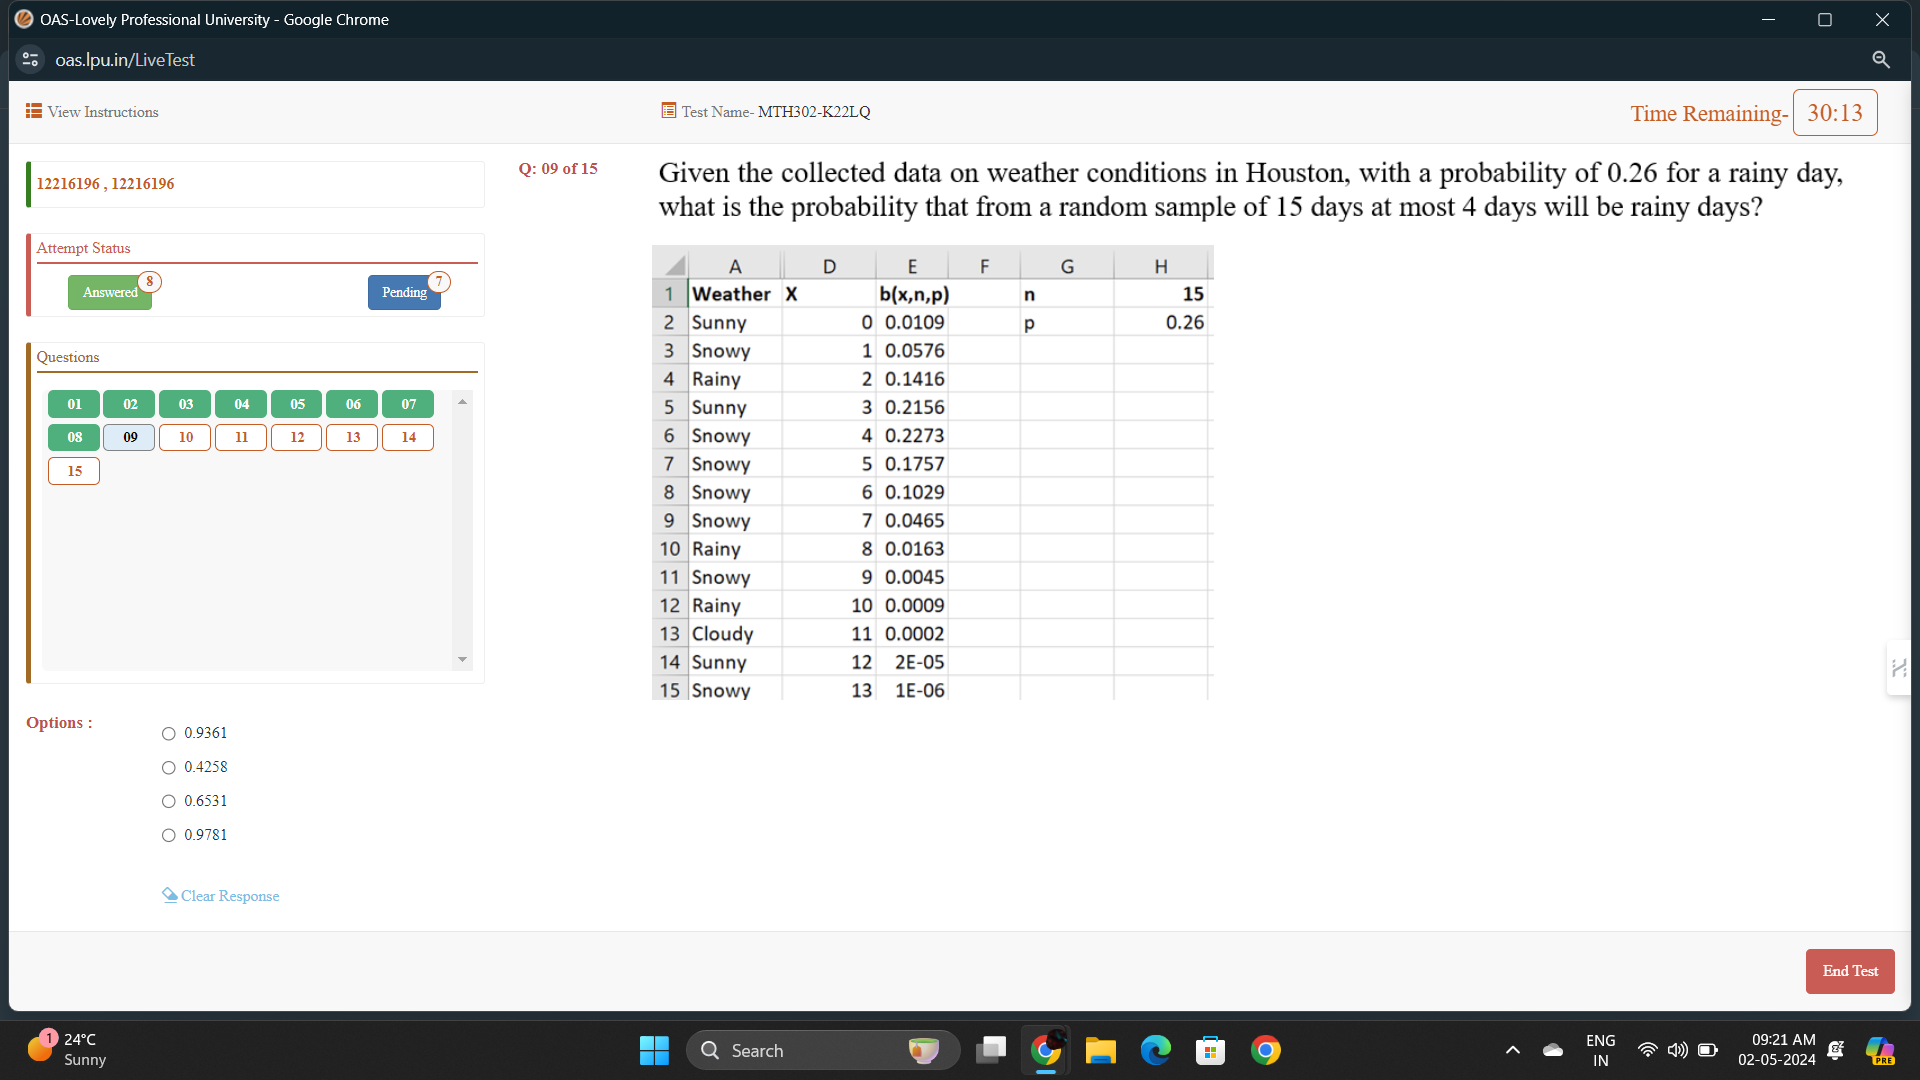 OAS-Lovely Professional University - Google Chrome
oas.lpu.in/LiveTest
View Instructions
Test Name- MTH302-K22LQ
Time Remaining- 30:13
12216196 , 12216196
Attempt Status
Answered 8
Pending 7
Questions
01 02 03 04 05 06 07
08 09 10 11 12 13 14
15
Q: 09 of 15
Given the collected data on weather conditions in Houston, with a probability of 0.26 for a rainy day,
what is the probability that from a random sample of 15 days at most 4 days will be rainy days?
A D E F G H
1 Weather X b(x,n,p) n 15
2 Sunny 0 0.0109 p 0.26
3 Snowy 1 0.0576
4 Rainy 2 0.1416
5 Sunny 3 0.2156
6 Snowy 4 0.2273
7 Snowy 5 0.1757
8 Snowy 6 0.1029
9 Snowy 7 0.0465
10 Rainy 8 0.0163
11 Snowy 9 0.0045
12 Rainy 10 0.0009
13 Cloudy 11 0.0002
14 Sunny 12 2E-05
15 Snowy 13 1E-06
Options :
0.9361
0.4258
0.6531
0.9781
Clear Response
End Test
1
24°C
Sunny
Search
ENG
IN
09:21 AM
02-05-2024
PRE